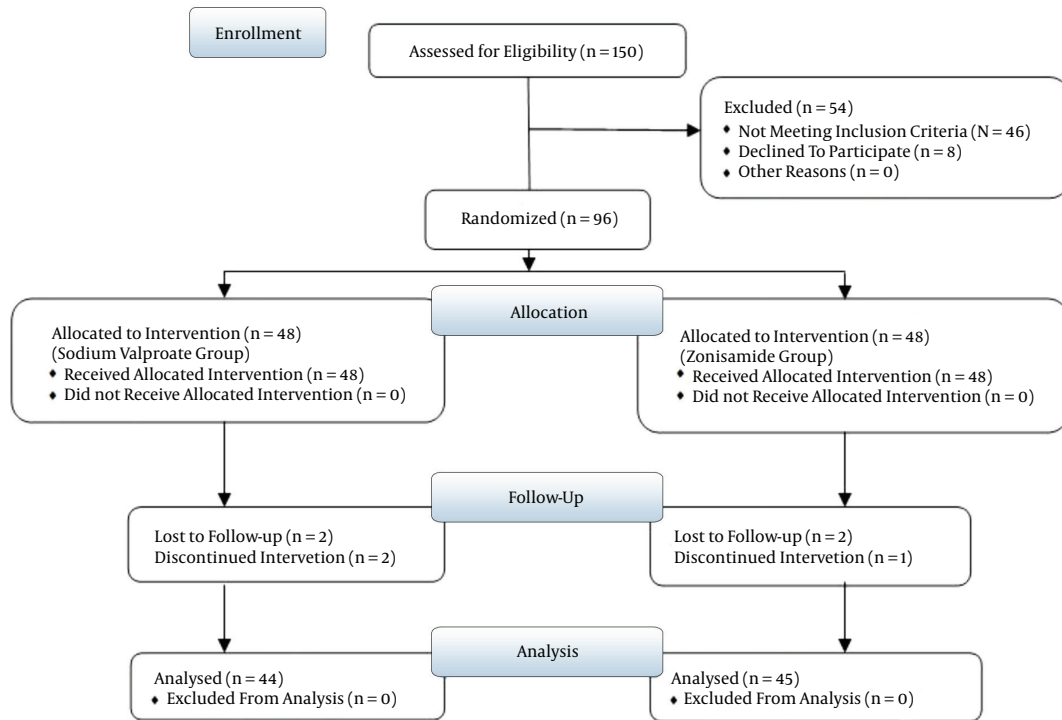 Enrollment
Assessed for Eligibility (n = 150)
Excluded (n = 54)
♦ Not Meeting Inclusion Criteria (N = 46)
♦ Declined To Participate (n = 8)
♦ Other Reasons (n = 0)
Randomized (n = 96)
Allocation
Allocated to Intervention (n = 48)
(Sodium Valproate Group)
♦ Received Allocated Intervention (n = 48)
♦ Did not Receive Allocated Intervention (n = 0)
Allocated to Intervention (n = 48)
(Zonisamide Group)
♦ Received Allocated Intervention (n = 48)
♦ Did not Receive Allocated Intervention (n = 0)
Follow-Up
Lost to Follow-up (n = 2)
Discontinued Intervetion (n = 2)
Lost to Follow-up (n = 2)
Discontinued Intervetion (n = 1)
Analysis
Analysed (n = 44)
♦ Excluded From Analysis (n = 0)
Analysed (n = 45)
♦ Excluded From Analysis (n = 0)